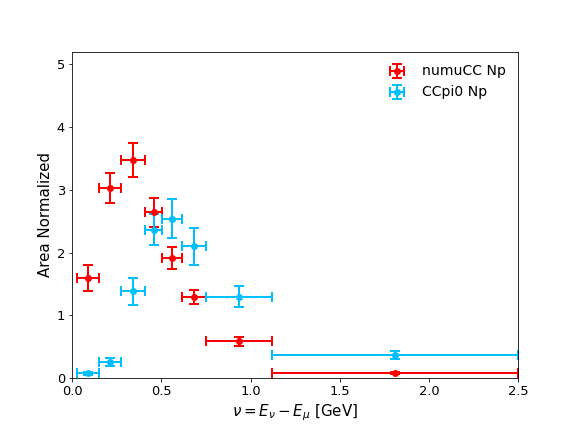 numuCC Np
CCpi0 Np
Area Normalized
5
4
3
2
1
0
0.0 0.5 1.0 1.5 2.0 2.5
ν = E_ν − E_μ [GeV]